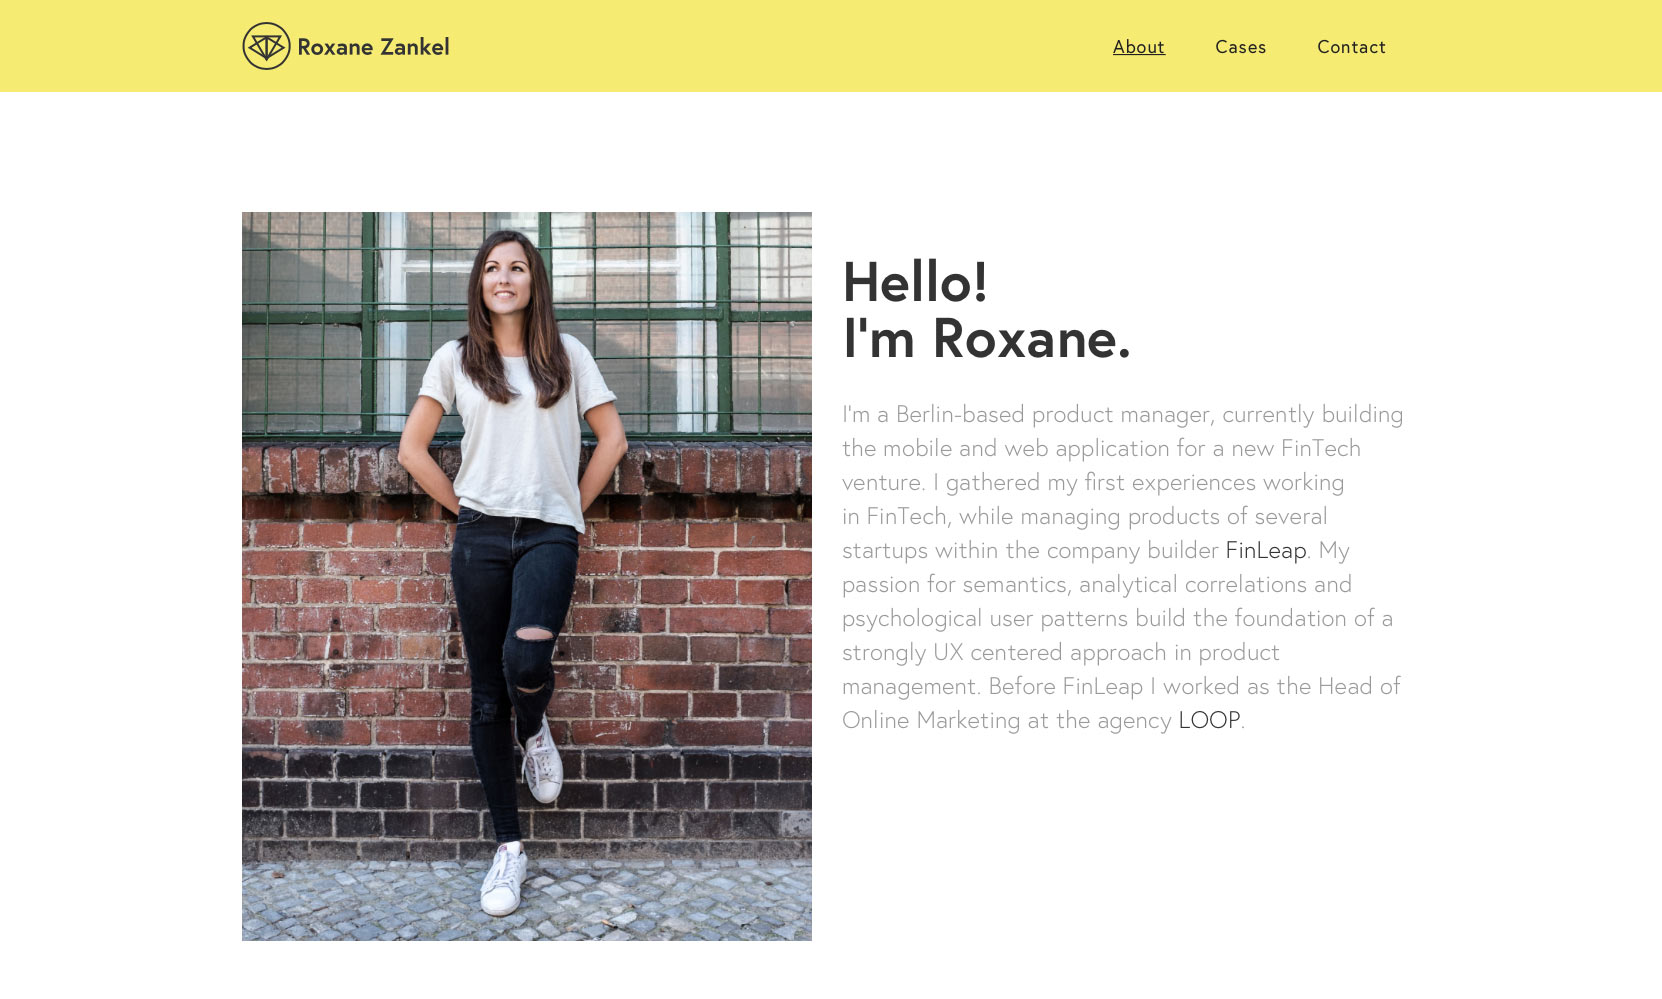 Roxane Zankel
About
Cases
Contact
Hello!
I'm Roxane.
I'm a Berlin-based product manager, currently building
the mobile and web application for a new FinTech
venture. I gathered my first experiences working
in FinTech, while managing products of several
startups within the company builder FinLeap. My
passion for semantics, analytical correlations and
psychological user patterns build the foundation of a
strongly UX centered approach in product
management. Before FinLeap I worked as the Head of
Online Marketing at the agency LOOP.